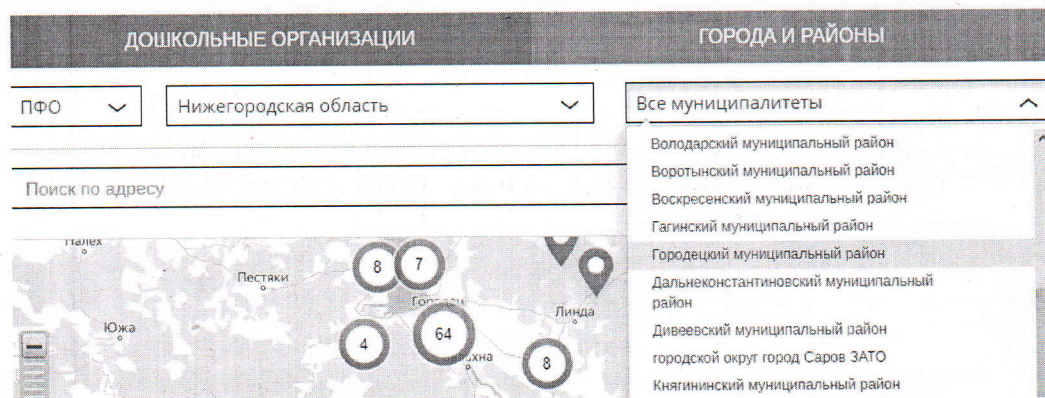 ДОШКОЛЬНЫЕ ОРГАНИЗАЦИИ
ГОРОДА И РАЙОНЫ
ПФО
Нижегородская область
Все муниципалитеты
Поиск по адресу
Володарский муниципальный район
Воротынский муниципальный район
Воскресенский муниципальный район
Гагинский муниципальный район
Городецкий муниципальный район
Дальнеконстантиновский муниципальный
район
Дивеевский муниципальный район
городской округ город Саров ЗАТО
Княгининский муниципальный район
Палех
Пестяки
8
7
Линда
Южа
4
64
8